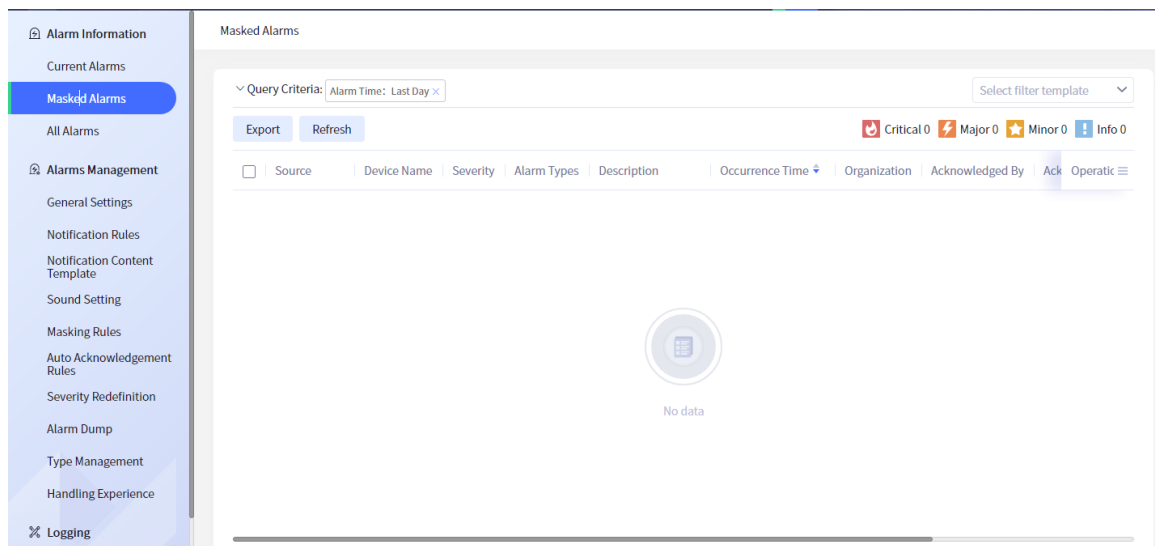 Alarm Information
Current Alarms
Masked Alarms
All Alarms
Alarms Management
General Settings
Notification Rules
Notification Content
Template
Sound Setting
Masking Rules
Auto Acknowledgement
Rules
Severity Redefinition
Alarm Dump
Type Management
Handling Experience
Logging
Masked Alarms
Query Criteria: Alarm Time: Last Day × Select filter template
Export Refresh Critical 0 Major 0 Minor 0 Info 0
Source Device Name Severity Alarm Types Description Occurrence Time Organization Acknowledged By Ack Operatic
No data